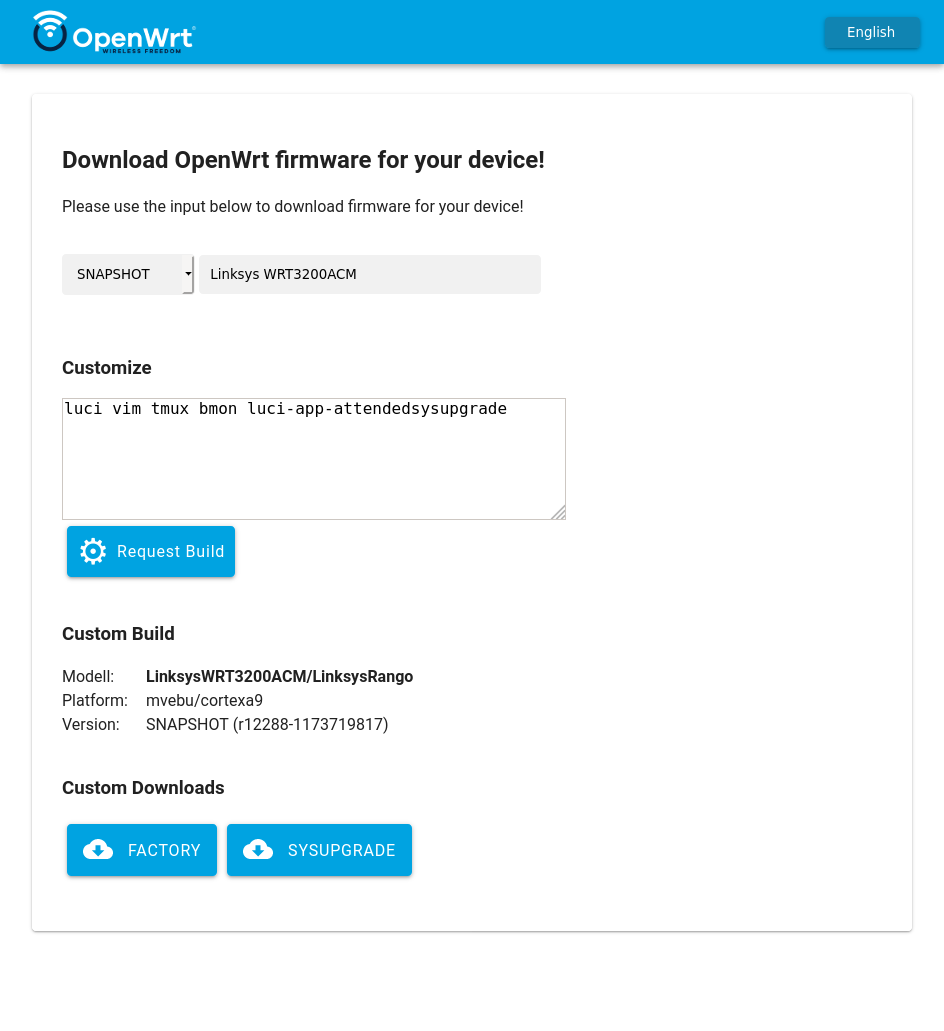 OpenWrt
WIRELESS FREEDOM
English
Download OpenWrt firmware for your device!
Please use the input below to download firmware for your device!
SNAPSHOT
Linksys WRT3200ACM
Customize
luci vim tmux bmon luci-app-attendedsysupgrade
Request Build
Custom Build
Modell: LinksysWRT3200ACM/LinksysRango
Platform: mvebu/cortexa9
Version: SNAPSHOT (r12288-1173719817)
Custom Downloads
FACTORY
SYSUPGRADE